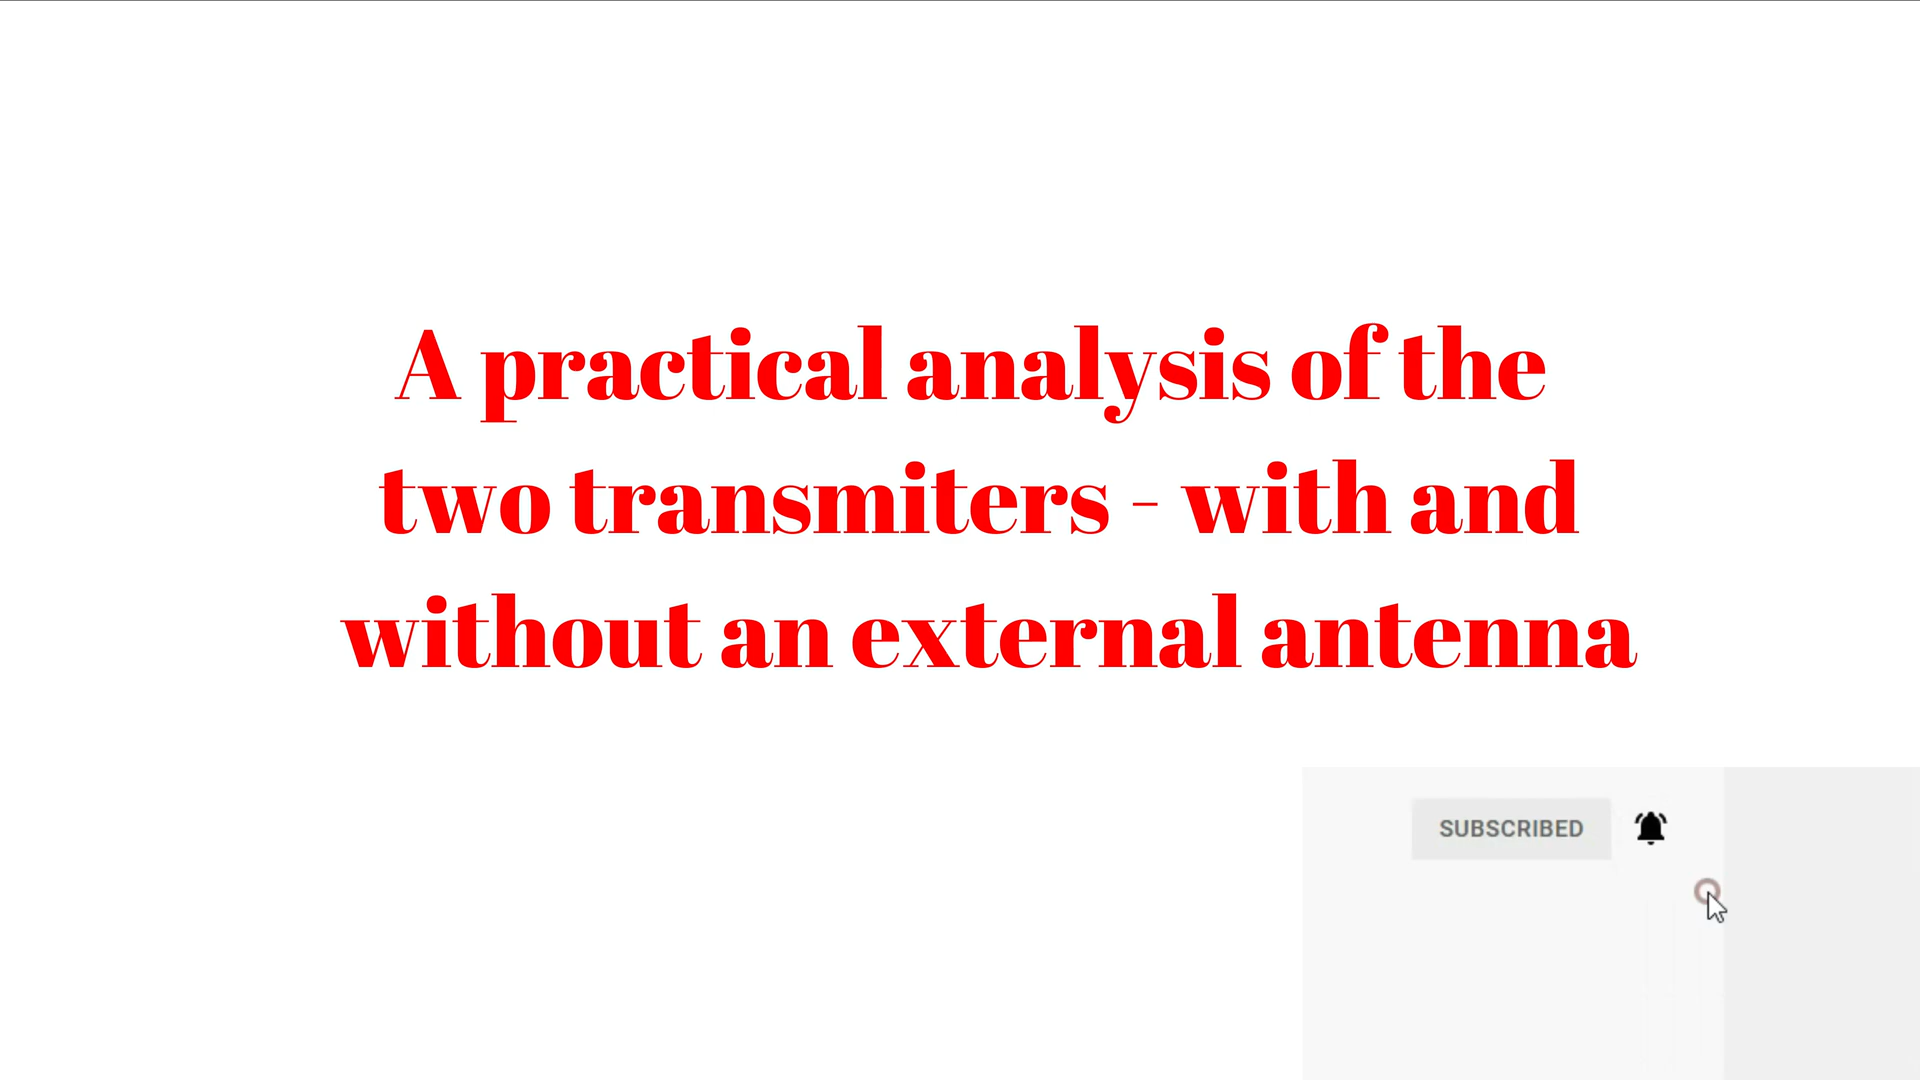 A practical analysis of the
two transmiters - with and
without an external antenna
SUBSCRIBED